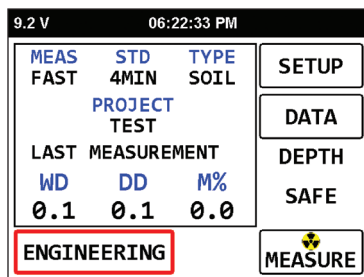 9.2 V 06:22:33 PM
MEAS STD TYPE
FAST 4MIN SOIL
PROJECT
TEST
LAST MEASUREMENT
WD DD M%
0.1 0.1 0.0
ENGINEERING
SETUP
DATA
DEPTH
SAFE
MEASURE